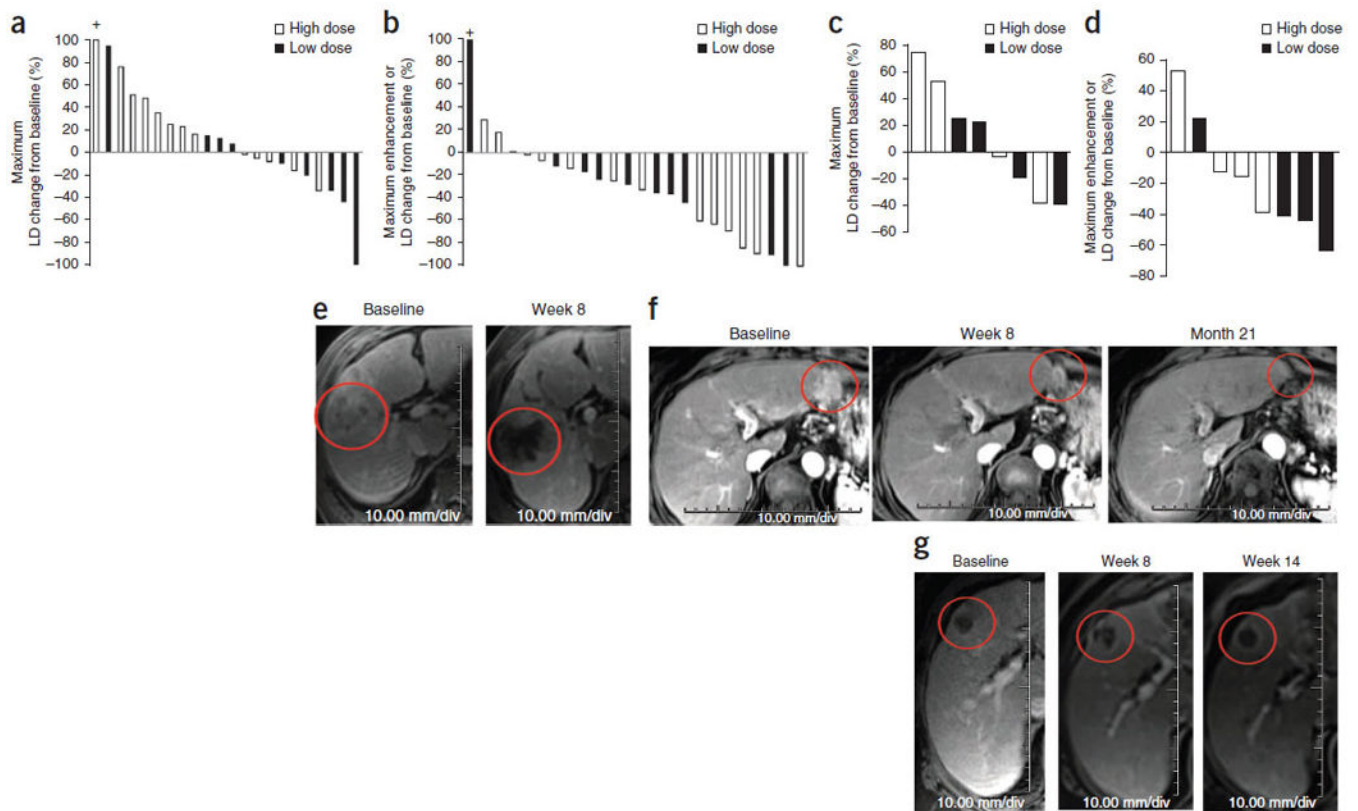 a
+
High dose
Low dose
Maximum
LD change from baseline (%)
100
80
60
40
20
0
−20
−40
−60
−80
−100
b
+
High dose
Low dose
Maximum enhancement or
LD change from baseline (%)
100
80
60
40
20
0
−20
−40
−60
−80
−100
c
High dose
Low dose
Maximum
LD change from baseline (%)
80
60
40
20
0
−20
−40
−60
d
High dose
Low dose
Maximum enhancement or
LD change from baseline (%)
60
40
20
0
−20
−40
−60
−80
e
Baseline
Week 8
10.00 mm/div
10.00 mm/div
f
Baseline
Week 8
Month 21
10.00 mm/div
10.00 mm/div
10.00 mm/div
g
Baseline
Week 8
Week 14
10.00 mm/div
10.00 mm/div
10.00 mm/div